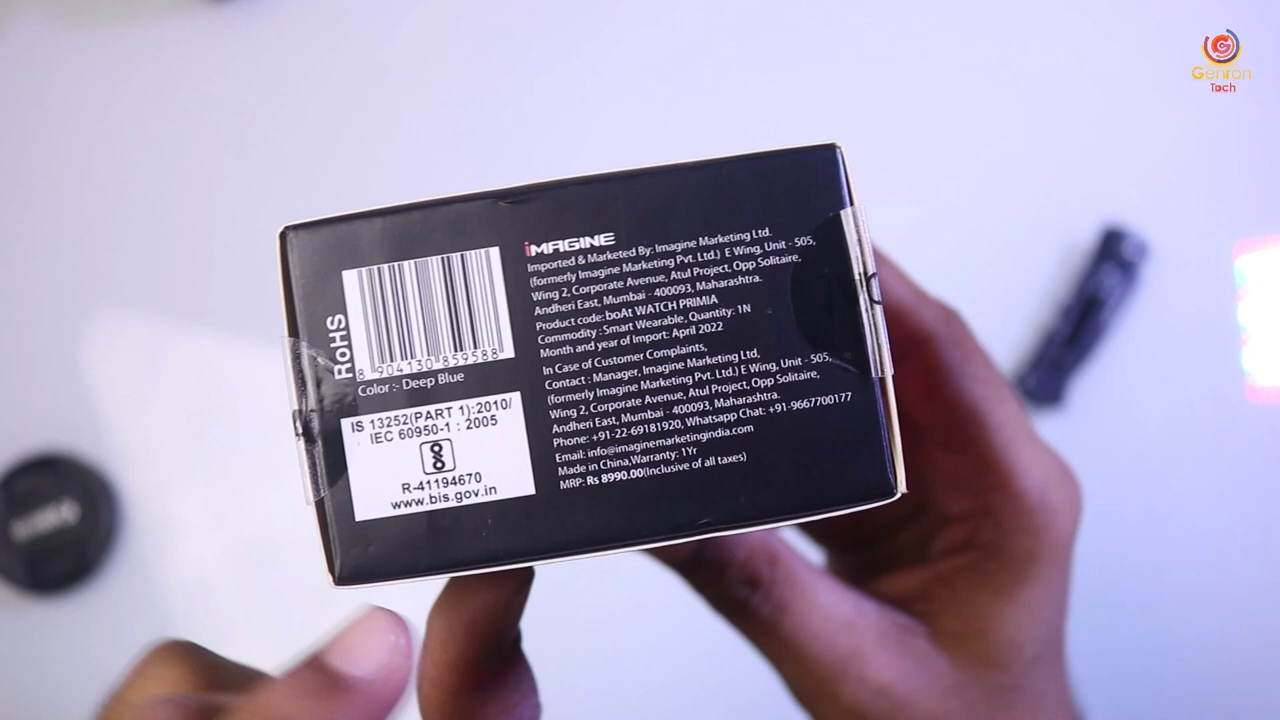 Genron
Tech
RoHS
8 904130 859588
Color :- Deep Blue
IS 13252(PART 1):2010/
IEC 60950-1 : 2005
R-41194670
www.bis.gov.in
iMAGINE
Imported & Marketed By: Imagine Marketing Ltd.
(formerly Imagine Marketing Pvt. Ltd.) E Wing, Unit - 505,
Wing 2, Corporate Avenue, Atul Project, Opp Solitaire,
Andheri East, Mumbai - 400093, Maharashtra.
Product code: boAt WATCH PRIMIA
Commodity : Smart Wearable, Quantity: 1N
Month and year of Import: April 2022
In Case of Customer Complaints,
Contact : Manager, Imagine Marketing Ltd,
(formerly Imagine Marketing Pvt. Ltd.) E Wing, Unit - 505,
Wing 2, Corporate Avenue, Atul Project, Opp Solitaire,
Andheri East, Mumbai - 400093, Maharashtra.
Phone: +91-22-69181920, Whatsapp Chat: +91-9667700177
Email: info@imaginemarketingindia.com
Made in China,Warranty: 1Yr
MRP: Rs 8990.00(Inclusive of all taxes)